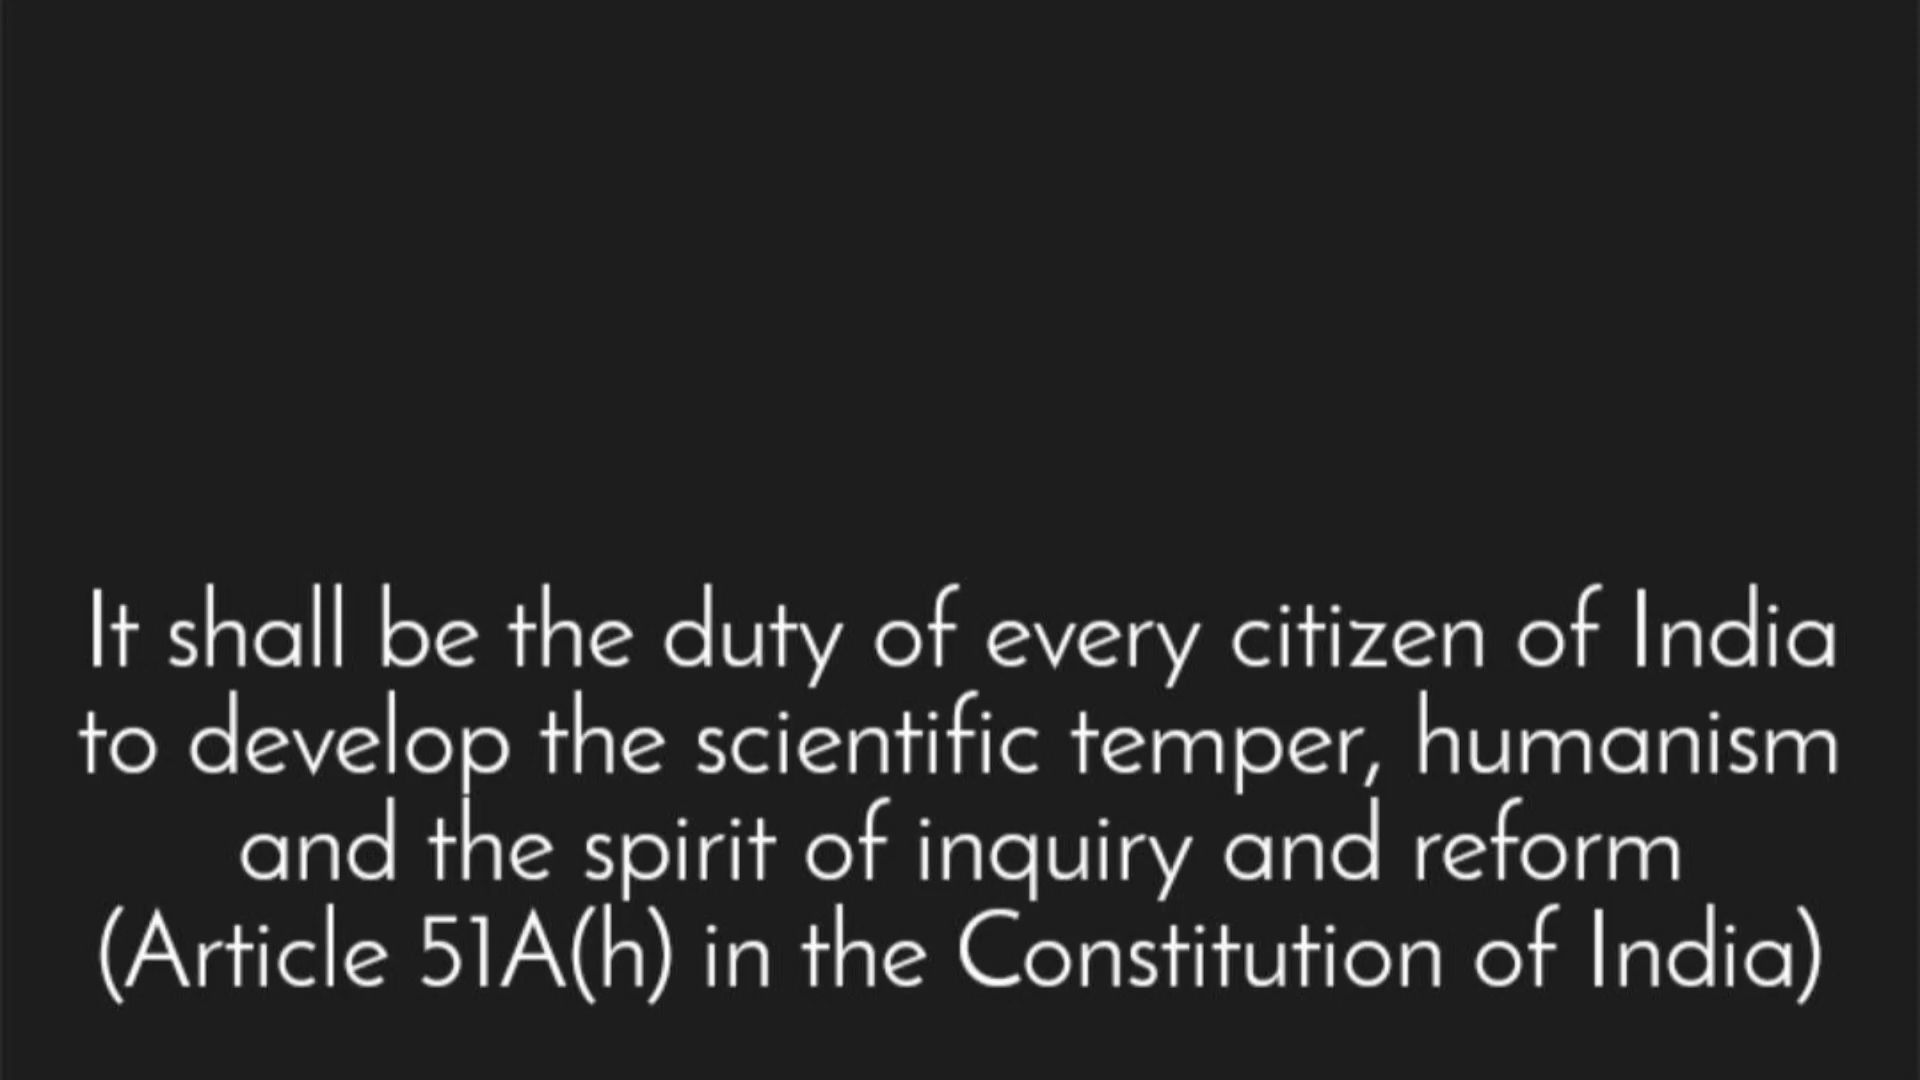 It shall be the duty of every citizen of India
to develop the scientific temper, humanism
and the spirit of inquiry and reform
(Article 51A(h) in the Constitution of India)